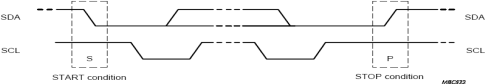 SDA
SDA
SCL
S
P
SCL
START condition
STOP condition
MBC622